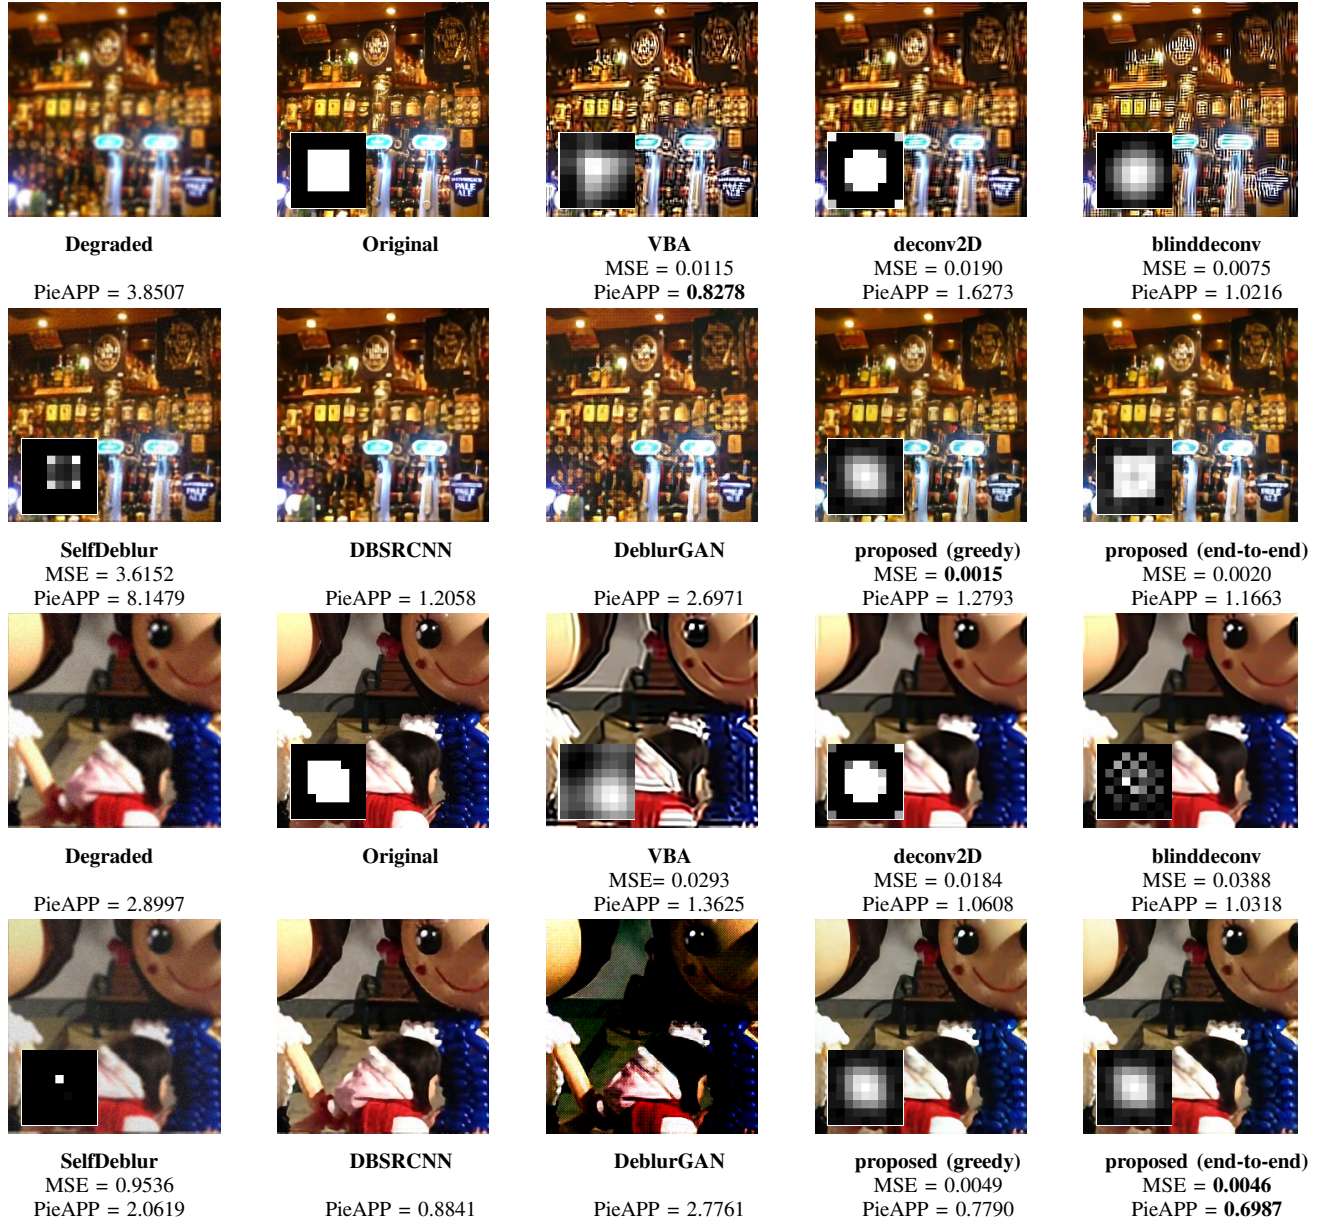 TEMPLE BAR
PALE ALE
Degraded Original VBA deconv2D blinddeconv
MSE = 0.0115 MSE = 0.0190 MSE = 0.0075
PieAPP = 3.8507 PieAPP = 0.8278 PieAPP = 1.6273 PieAPP = 1.0216
SelfDeblur DBSRCNN DeblurGAN proposed (greedy) proposed (end-to-end)
MSE = 3.6152 MSE = 0.0015 MSE = 0.0020
PieAPP = 8.1479 PieAPP = 1.2058 PieAPP = 2.6971 PieAPP = 1.2793 PieAPP = 1.1663
Degraded Original VBA deconv2D blinddeconv
MSE= 0.0293 MSE = 0.0184 MSE = 0.0388
PieAPP = 2.8997 PieAPP = 1.3625 PieAPP = 1.0608 PieAPP = 1.0318
SelfDeblur DBSRCNN DeblurGAN proposed (greedy) proposed (end-to-end)
MSE = 0.9536 MSE = 0.0049 MSE = 0.0046
PieAPP = 2.0619 PieAPP = 0.8841 PieAPP = 2.7761 PieAPP = 0.7790 PieAPP = 0.6987